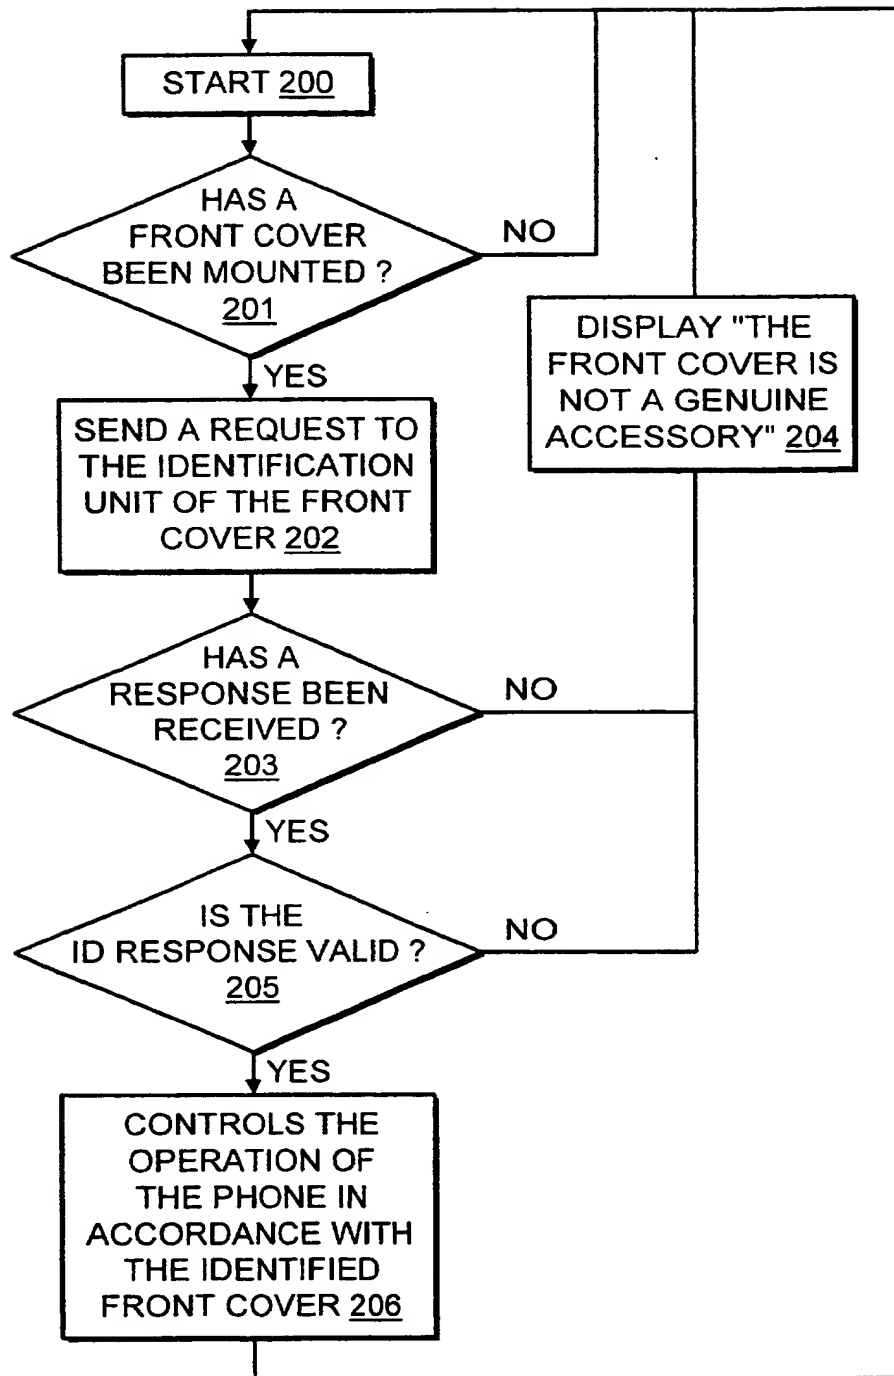 START 200
HAS A
FRONT COVER
BEEN MOUNTED ?
201
NO
YES
DISPLAY "THE
FRONT COVER IS
NOT A GENUINE
ACCESSORY" 204
SEND A REQUEST TO
THE IDENTIFICATION
UNIT OF THE FRONT
COVER 202
HAS A
RESPONSE BEEN
RECEIVED ?
203
NO
YES
IS THE
ID RESPONSE VALID ?
205
NO
YES
CONTROLS THE
OPERATION OF
THE PHONE IN
ACCORDANCE WITH
THE IDENTIFIED
FRONT COVER 206